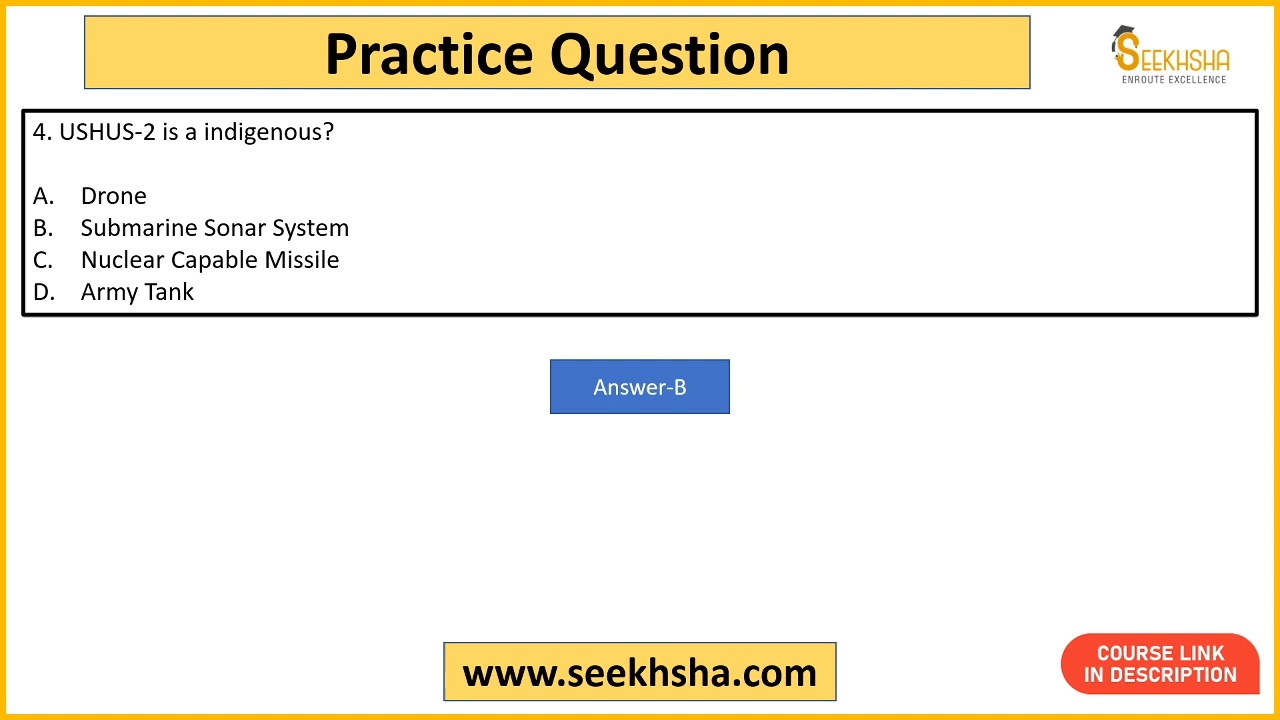 Practice Question
SEEKHSHA
ENROUTE EXCELLENCE
4. USHUS-2 is a indigenous?
A. Drone
B. Submarine Sonar System
C. Nuclear Capable Missile
D. Army Tank
Answer-B
www.seekhsha.com
COURSE LINK
IN DESCRIPTION